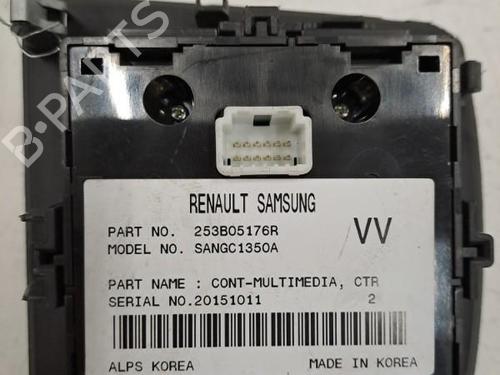 B-PARTS
RENAULT SAMSUNG
PART NO. 253B05176R
VV
MODEL NO. SANGC1350A
PART NAME : CONT-MULTIMEDIA, CTR
SERIAL NO.20151011 2
ALPS KOREA MADE IN KOREA